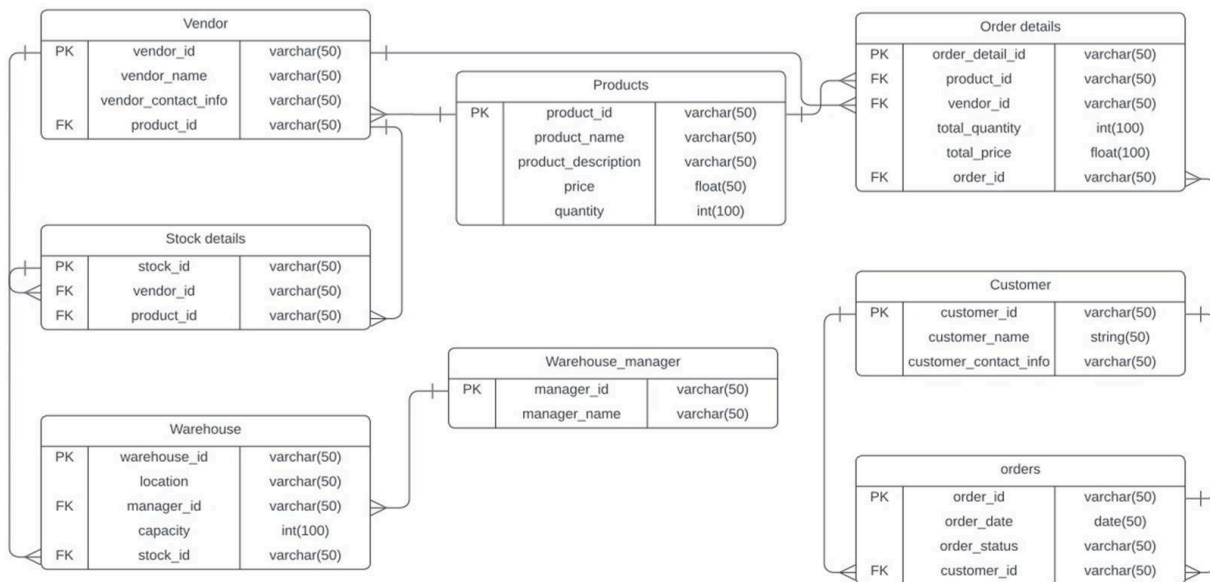 Vendor
PK vendor_id varchar(50)
vendor_name varchar(50)
vendor_contact_info varchar(50)
FK product_id varchar(50)
Products
PK product_id varchar(50)
product_name varchar(50)
product_description varchar(50)
price float(50)
quantity int(100)
Order details
PK order_detail_id varchar(50)
FK product_id varchar(50)
FK vendor_id varchar(50)
total_quantity int(100)
total_price float(100)
FK order_id varchar(50)
Stock details
PK stock_id varchar(50)
FK vendor_id varchar(50)
FK product_id varchar(50)
Customer
PK customer_id varchar(50)
customer_name string(50)
customer_contact_info varchar(50)
Warehouse_manager
PK manager_id varchar(50)
manager_name varchar(50)
Warehouse
PK warehouse_id varchar(50)
location varchar(50)
FK manager_id varchar(50)
capacity int(100)
FK stock_id varchar(50)
orders
PK order_id varchar(50)
order_date date(50)
order_status varchar(50)
FK customer_id varchar(50)